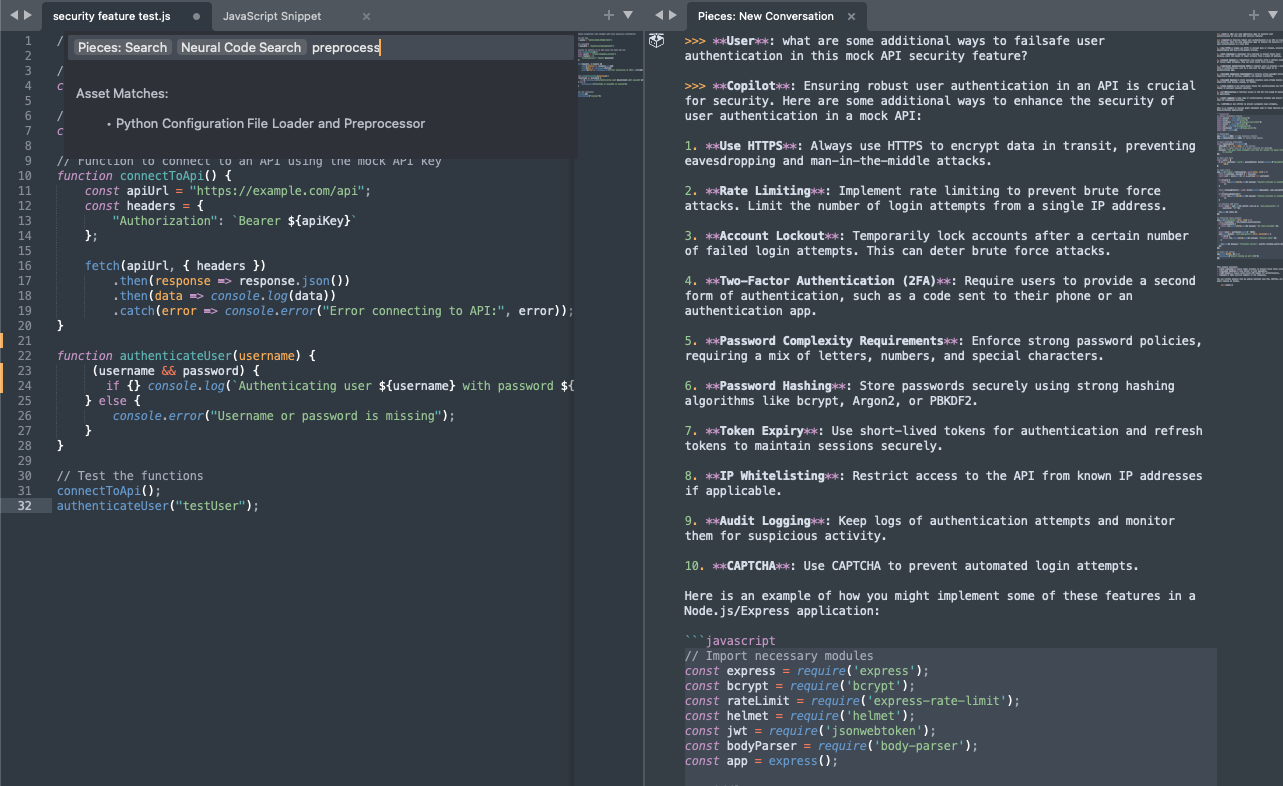 security feature test.js
JavaScript Snippet
Pieces: Search Neural Code Search preprocess
Asset Matches:
• Python Configuration File Loader and Preprocessor
1 /
2
3 /
4 c
5
6 /
7 c
8
9 // Function to connect to an API using the mock API key
10 function connectToApi() {
11 const apiUrl = "https://example.com/api";
12 const headers = {
13 "Authorization": `Bearer ${apiKey}`
14 };
15
16 fetch(apiUrl, { headers })
17 .then(response => response.json())
18 .then(data => console.log(data))
19 .catch(error => console.error("Error connecting to API:", error));
20 }
21
22 function authenticateUser(username) {
23 (username && password) {
24 if {} console.log(`Authenticating user ${username} with password ${
25 } else {
26 console.error("Username or password is missing");
27 }
28 }
29
30 // Test the functions
31 connectToApi();
32 authenticateUser("testUser");
Pieces: New Conversation
>>> **User**: what are some additional ways to failsafe user
authentication in this mock API security feature?
>>> **Copilot**: Ensuring robust user authentication in an API is crucial
for security. Here are some additional ways to enhance the security of
user authentication in a mock API:
1. **Use HTTPS**: Always use HTTPS to encrypt data in transit, preventing
eavesdropping and man-in-the-middle attacks.
2. **Rate Limiting**: Implement rate limiting to prevent brute force
attacks. Limit the number of login attempts from a single IP address.
3. **Account Lockout**: Temporarily lock accounts after a certain number
of failed login attempts. This can deter brute force attacks.
4. **Two-Factor Authentication (2FA)**: Require users to provide a second
form of authentication, such as a code sent to their phone or an
authentication app.
5. **Password Complexity Requirements**: Enforce strong password policies,
requiring a mix of letters, numbers, and special characters.
6. **Password Hashing**: Store passwords securely using strong hashing
algorithms like bcrypt, Argon2, or PBKDF2.
7. **Token Expiry**: Use short-lived tokens for authentication and refresh
tokens to maintain sessions securely.
8. **IP Whitelisting**: Restrict access to the API from known IP addresses
if applicable.
9. **Audit Logging**: Keep logs of authentication attempts and monitor
them for suspicious activity.
10. **CAPTCHA**: Use CAPTCHA to prevent automated login attempts.
Here is an example of how you might implement some of these features in a
Node.js/Express application:
```javascript
// Import necessary modules
const express = require('express');
const bcrypt = require('bcrypt');
const rateLimit = require('express-rate-limit');
const helmet = require('helmet');
const jwt = require('jsonwebtoken');
const bodyParser = require('body-parser');
const app = express();